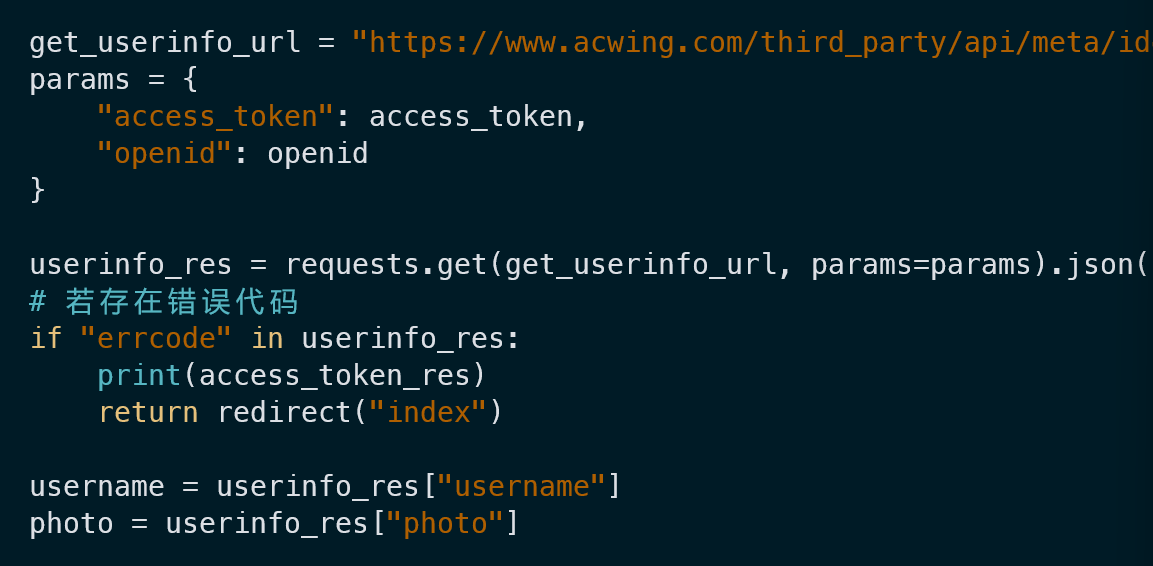 get_userinfo_url = "https://www.acwing.com/third_party/api/meta/id
params = {
    "access_token": access_token,
    "openid": openid
}

userinfo_res = requests.get(get_userinfo_url, params=params).json(
# 若存在错误代码
if "errcode" in userinfo_res:
    print(access_token_res)
    return redirect("index")

username = userinfo_res["username"]
photo = userinfo_res["photo"]